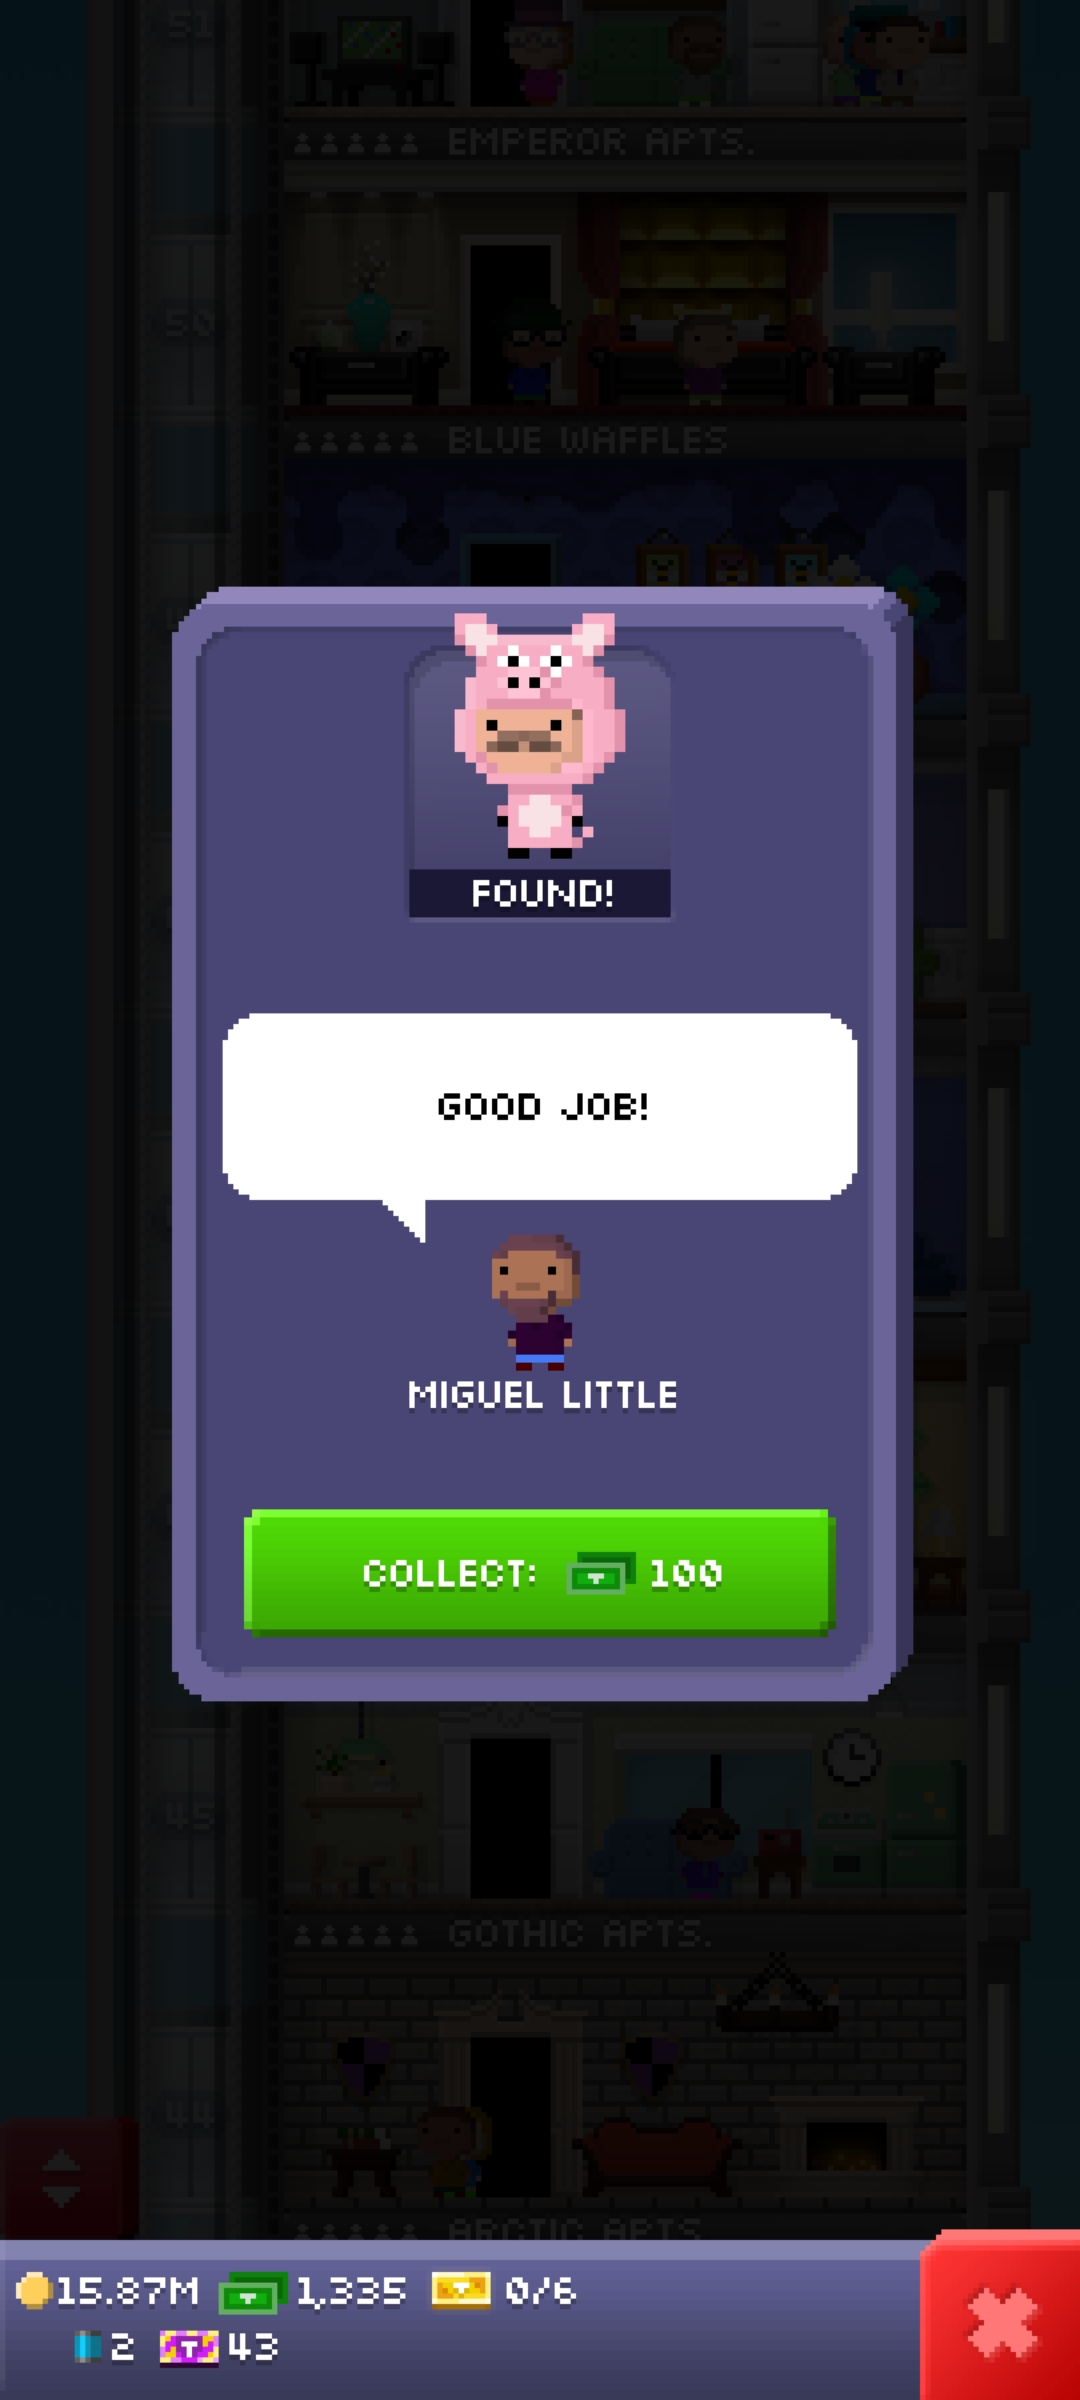 51
EMPEROR APTS.
50
BLUE WAFFLES
FOUND!
GOOD JOB!
MIGUEL LITTLE
COLLECT: 100
45
GOTHIC APTS.
44
ARCTIC APTS
15.87M 1,335 0/6
2 43